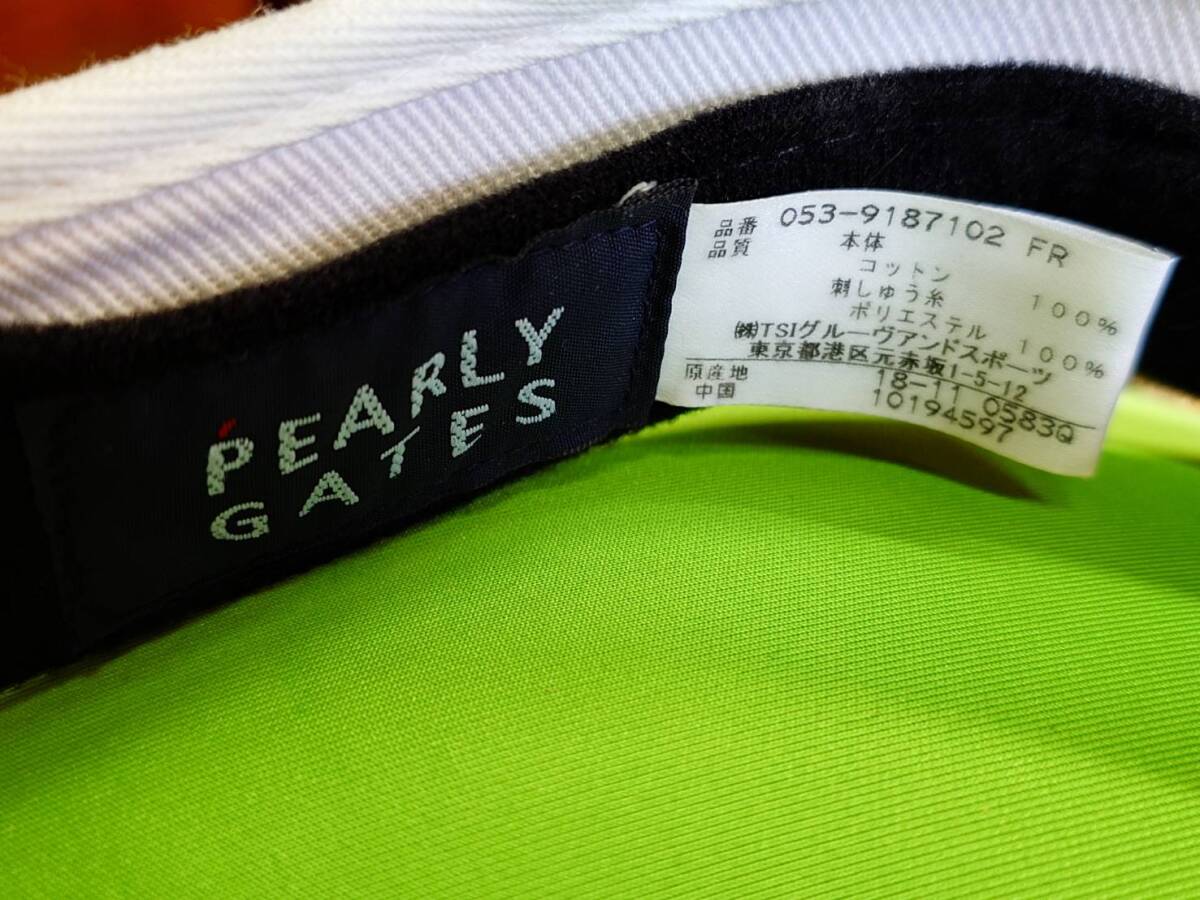 PEARLY
GATES
品番 053-9187102 FR
品質 本体
コットン 100%
刺しゅう糸
ポリエステル 100%
㈱TSIグルーヴアンドスポーツ
東京都港区元赤坂1-5-12
原産地 18-11 0583Q
中国 10194597